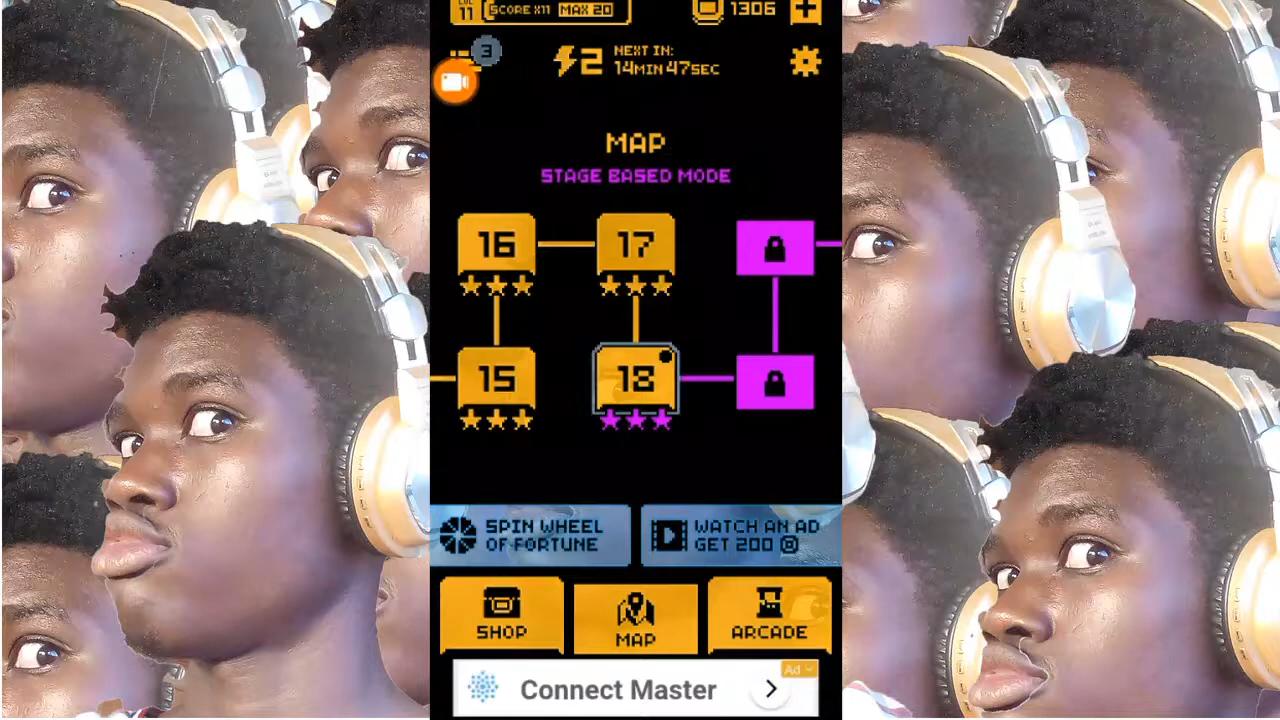 LVL 11 SCORE X11 MAX 20 1306
3
2 NEXT IN:
14MIN 47SEC
MAP
STAGE BASED MODE
16 17
15 18
SPIN WHEEL
OF FORTUNE
WATCH AN AD
GET 200
SHOP
MAP
ARCADE
Ad
Connect Master